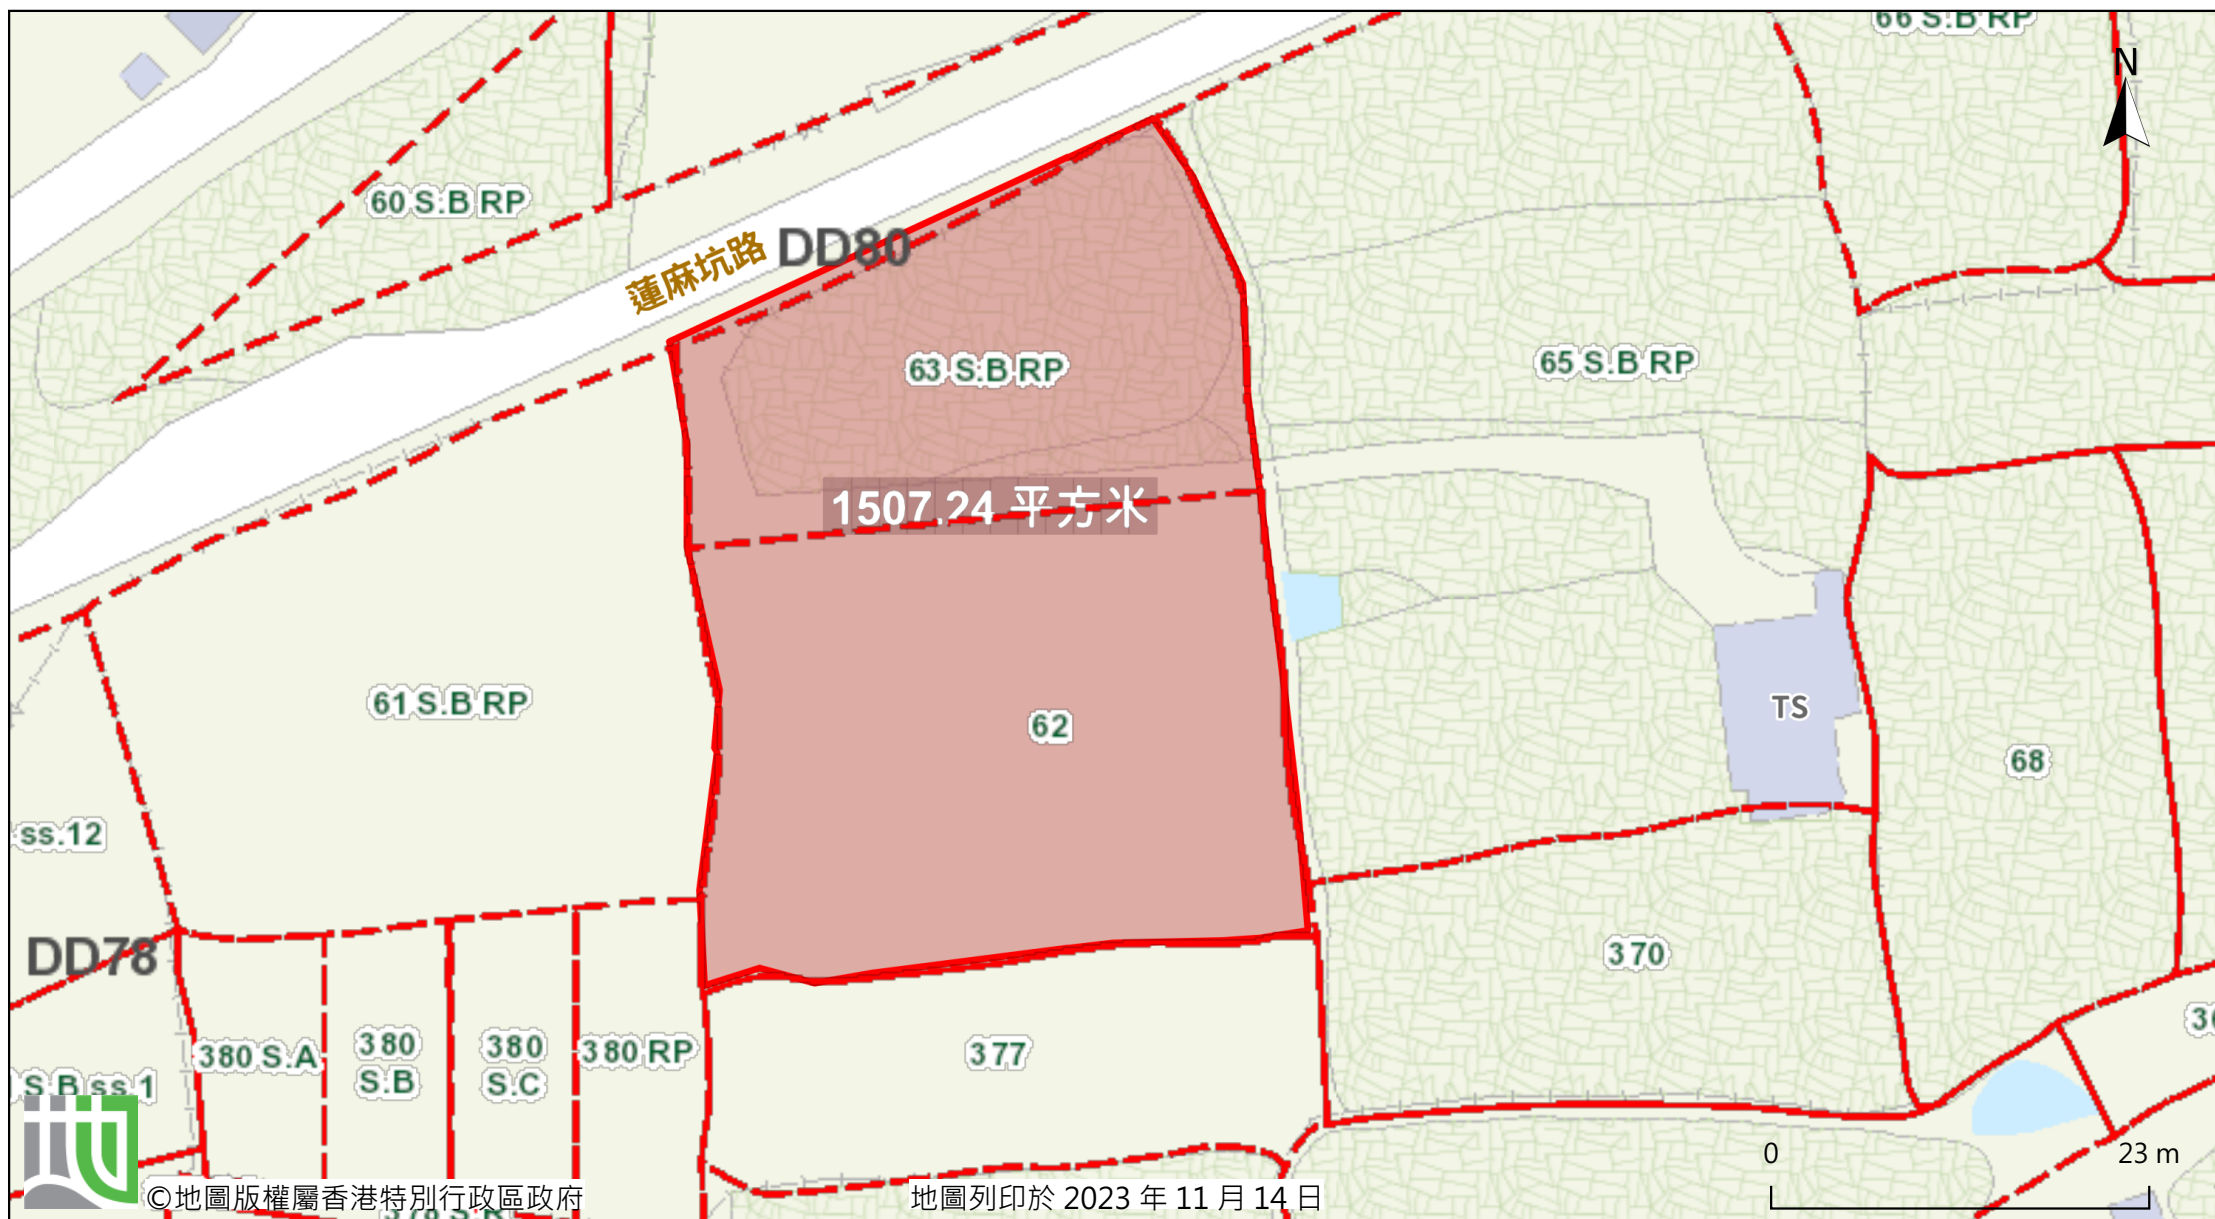 66 S.B RP
N
60 S.B RP
蓮麻坑路
DD80
63 S.B RP
65 S.B RP
1507.24 平方米
61 S.B RP
62
TS
68
ss.12
DD78
370
380 S.A
380
S.B
380
S.C
380 RP
377
S.B ss.1
0
23 m
©地圖版權屬香港特別行政區政府
地圖列印於 2023 年 11 月 14 日